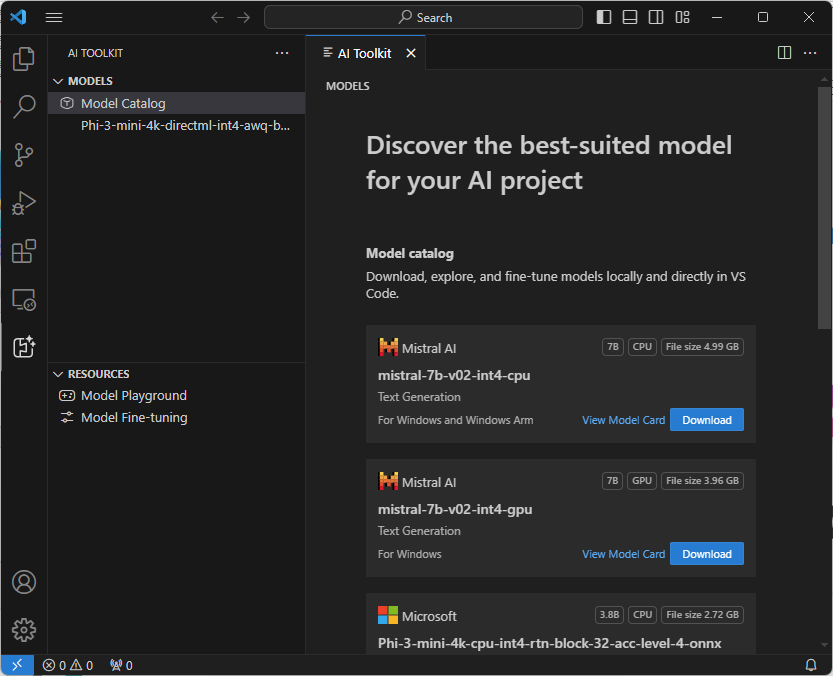 Search
AI TOOLKIT
MODELS
Model Catalog
Phi-3-mini-4k-directml-int4-awq-b...
RESOURCES
Model Playground
Model Fine-tuning
AI Toolkit
MODELS
Discover the best-suited model
for your AI project
Model catalog
Download, explore, and fine-tune models locally and directly in VS
Code.
Mistral AI 7B CPU File size 4.99 GB
mistral-7b-v02-int4-cpu
Text Generation
For Windows and Windows Arm View Model Card Download
Mistral AI 7B GPU File size 3.96 GB
mistral-7b-v02-int4-gpu
Text Generation
For Windows View Model Card Download
Microsoft 3.8B CPU File size 2.72 GB
Phi-3-mini-4k-cpu-int4-rtn-block-32-acc-level-4-onnx
0 0 0